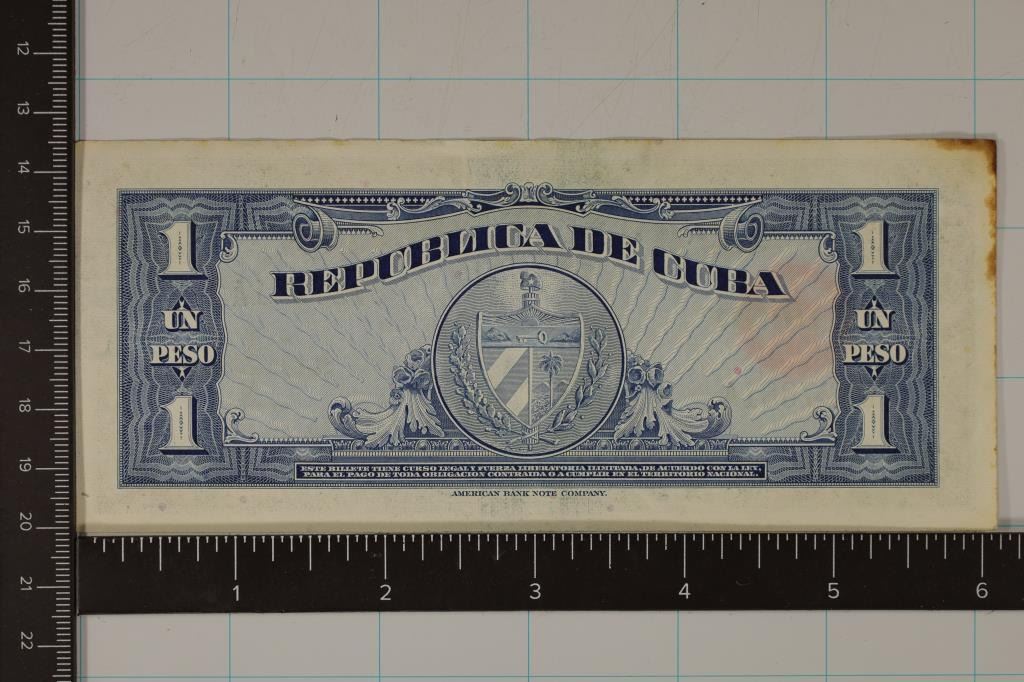 REPUBLICA DE CUBA
1
UN
PESO
1
1
UN
PESO
1
ESTE BILLETE TIENE CURSO LEGAL Y FUERZA LIBERATORIA ILIMITADA, DE ACUERDO CON LA LEY,
PARA EL PAGO DE TODA OBLIGACION CONTRAIDA O A CUMPLIR EN EL TERRITORIO NACIONAL.
AMERICAN BANK NOTE COMPANY.
12
13
14
15
16
17
18
19
20
21
22
1 2 3 4 5 6